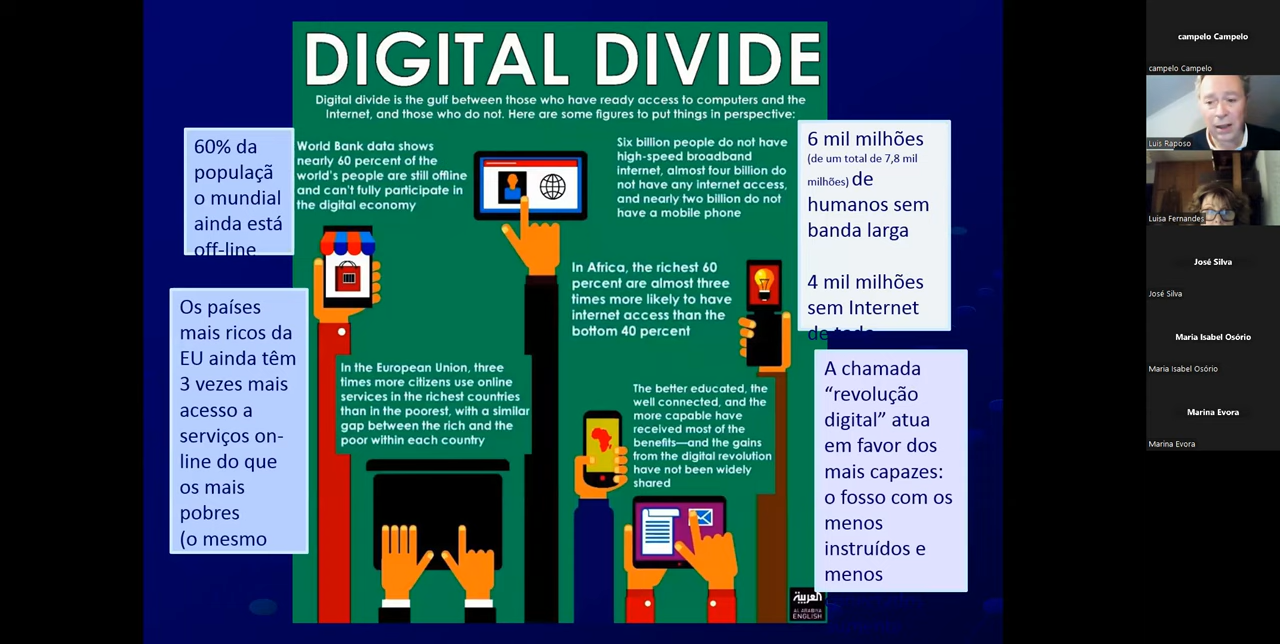 DIGITAL DIVIDE
Digital divide is the gulf between those who have ready access to computers and the
Internet, and those who do not. Here are some figures to put things in perspective:
60% da
populaçã
o mundial
ainda está
off-line
World Bank data shows
nearly 60 percent of the
world's people are still offline
and can't fully participate in
the digital economy
Six billion people do not have
high-speed broadband
internet, almost four billion do
not have any internet access,
and nearly two billion do not
have a mobile phone
6 mil milhões
(de um total de 7,8 mil
milhões) de
humanos sem
banda larga
4 mil milhões
sem Internet
de todo
In Africa, the richest 60
percent are almost three
times more likely to have
internet access than the
bottom 40 percent
Os países
mais ricos da
EU ainda têm
3 vezes mais
acesso a
serviços on-
line do que
os mais
pobres
(o mesmo
In the European Union, three
times more citizens use online
services in the richest countries
than in the poorest, with a similar
gap between the rich and the
poor within each country
The better educated, the
well connected, and the
more capable have
received most of the
benefits—and the gains
from the digital revolution
have not been widely
shared
A chamada
“revolução
digital” atua
em favor dos
mais capazes:
o fosso com os
menos
instruídos e
menos
العربية
AL ARABIYA
ENGLISH
campelo Campelo
campelo Campelo
Luis Raposo
Luisa Fernandes
José Silva
José Silva
Maria Isabel Osório
Maria Isabel Osório
Marina Evora
Marina Evora